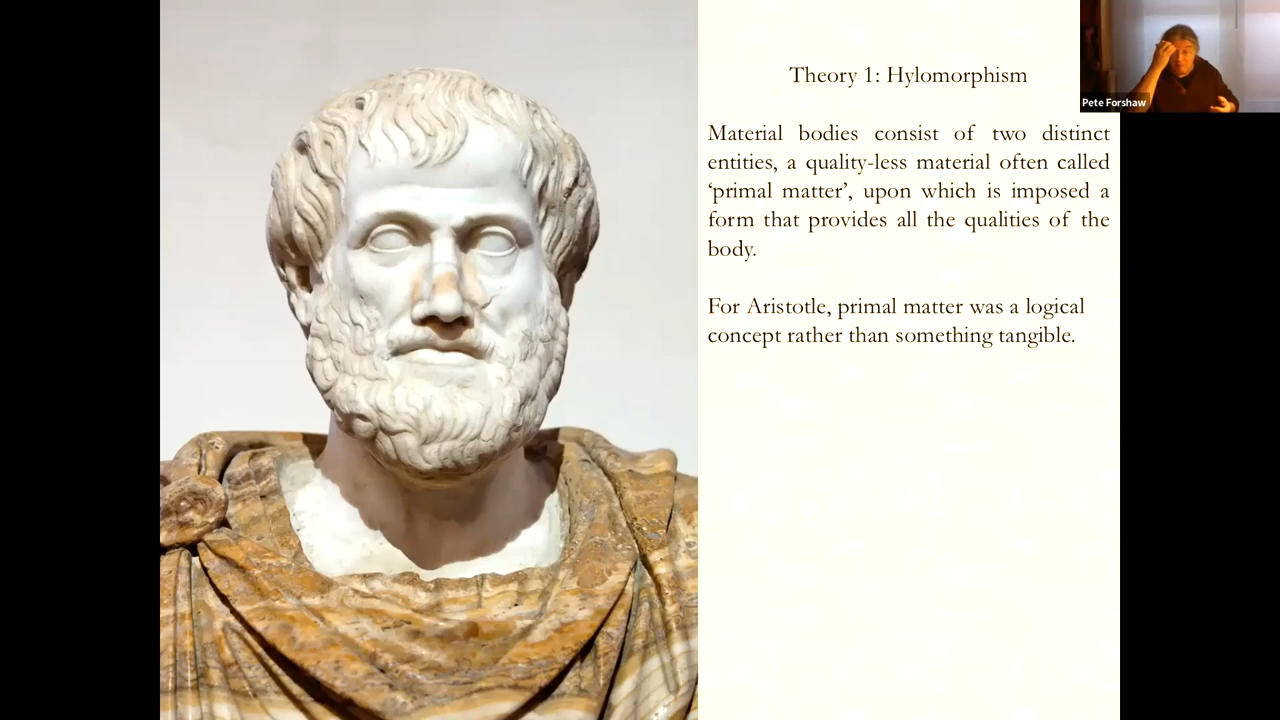 Theory 1: Hylomorphism
Pete Forshaw
Material bodies consist of two distinct
entities, a quality-less material often called
‘primal matter’, upon which is imposed a
form that provides all the qualities of the
body.
For Aristotle, primal matter was a logical
concept rather than something tangible.